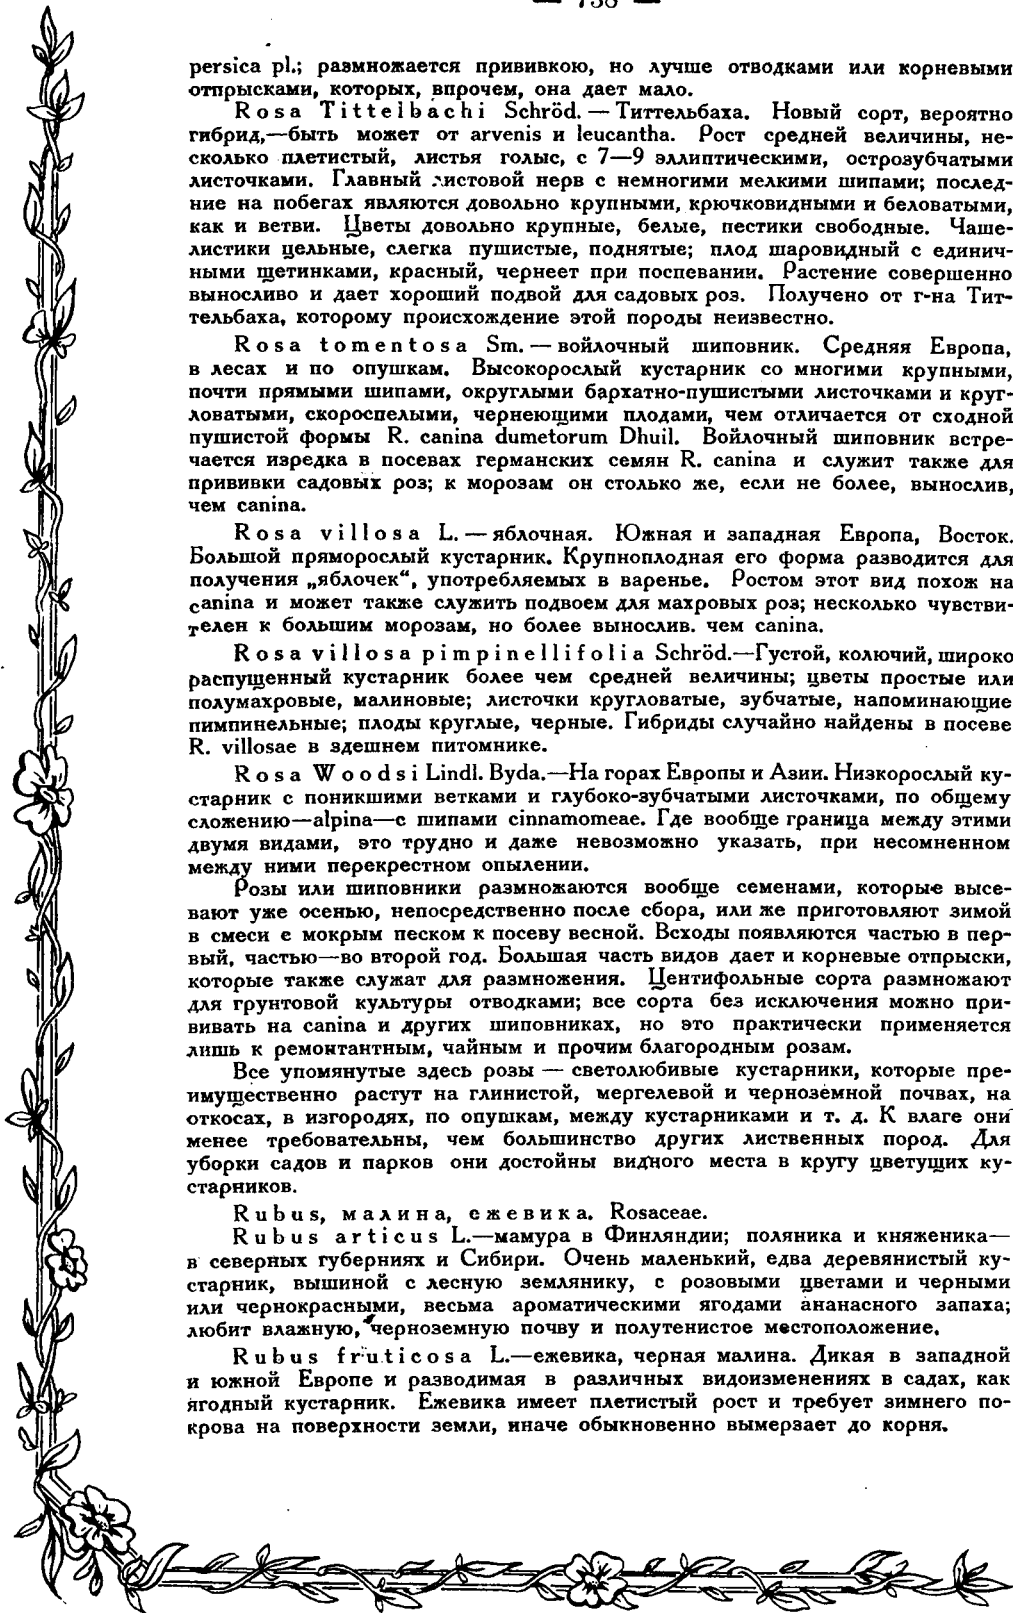 persica pl.; размножается прививкою, но лучше отводками или корневыми
отпрысками, которых, впрочем, она дает мало.
Rosa Tittelbachi Schröd. — Титтельбаха. Новый сорт, вероятно
гибрид,—быть может от arvenis и leucantha. Рост средней величины, не-
сколько плетистый, листья голые, с 7—9 эллиптическими, острозубчатыми
листочками. Главный листовой нерв с немногими мелкими шипами; послед-
ние на побегах являются довольно крупными, крючковидными и беловатыми,
как и ветви. Цветы довольно крупные, белые, пестики свободные. Чаше-
листики цельные, слегка пушистые, поднятые; плод шаровидный с единич-
ными щетинками, красный, чернеет при поспевании. Растение совершенно
выносливо и дает хороший подвой для садовых роз. Получено от г-на Тит-
тельбаха, которому происхождение этой породы неизвестно.
Rosa tomentosa Sm. — войлочный шиповник. Средняя Европа,
в лесах и по опушкам. Высокорослый кустарник со многими крупными,
почти прямыми шипами, округлыми бархатно-пушистыми листочками и круг-
ловатыми, скороспелыми, чернеющими плодами, чем отличается от сходной
пушистой формы R. canina dumetorum Dhuil. Войлочный шиповник встре-
чается изредка в посевах германских семян R. canina и служит также для
прививки садовых роз; к морозам он столько же, если не более, вынослив,
чем canina.
Rosa villosa L. — яблочная. Южная и западная Европа, Восток.
Большой пряморослый кустарник. Крупноплодная его форма разводится для
получения „яблочек“, употребляемых в варенье. Ростом этот вид похож на
canina и может также служить подвоем для махровых роз; несколько чувстви-
телен к большим морозам, но более вынослив. чем canina.
Rosa villosa pimpinellifolia Schröd.—Густой, колючий, широко
распущенный кустарник более чем средней величины; цветы простые или
полумахровые, малиновые; листочки кругловатые, зубчатые, напоминающие
пимпинельные; плоды круглые, черные. Гибриды случайно найдены в посеве
R. villosae в здешнем питомнике.
Rosa Woodsi Lindl. Byda.—На горах Европы и Азии. Низкорослый ку-
старник с поникшими ветками и глубоко-зубчатыми листочками, по общему
сложению—alpina—с шипами cinnamomeae. Где вообще граница между этими
двумя видами, это трудно и даже невозможно указать, при несомненном
между ними перекрестном опылении.
Розы или шиповники размножаются вообще семенами, которые высе-
вают уже осенью, непосредственно после сбора, или же приготовляют зимой
в смеси с мокрым песком к посеву весной. Всходы появляются частью в пер-
вый, частью—во второй год. Большая часть видов дает и корневые отпрыски,
которые также служат для размножения. Центифольные сорта размножают
для грунтовой культуры отводками; все сорта без исключения можно при-
вивать на canina и других шиповниках, но это практически применяется
лишь к ремонтантным, чайным и прочим благородным розам.
Все упомянутые здесь розы — светолюбивые кустарники, которые пре-
имущественно растут на глинистой, мергелевой и черноземной почвах, на
откосах, в изгородях, по опушкам, между кустарниками и т. д. К влаге они
менее требовательны, чем большинство других лиственных пород. Для
уборки садов и парков они достойны видного места в кругу цветущих ку-
старников.
Rubus, малина, ежевика. Rosaceae.
Rubus articus L.—мамура в Финляндии; поляника и княженика—
в северных губерниях и Сибири. Очень маленький, едва деревянистый ку-
старник, вышиной с лесную землянику, с розовыми цветами и черными
или чернокрасными, весьма ароматическими ягодами ананасного запаха;
любит влажную, черноземную почву и полутенистое местоположение.
Rubus fruticosa L.—ежевика, черная малина. Дикая в западной
и южной Европе и разводимая в различных видоизменениях в садах, как
ягодный кустарник. Ежевика имеет плетистый рост и требует зимнего по-
крова на поверхности земли, иначе обыкновенно вымерзает до корня.